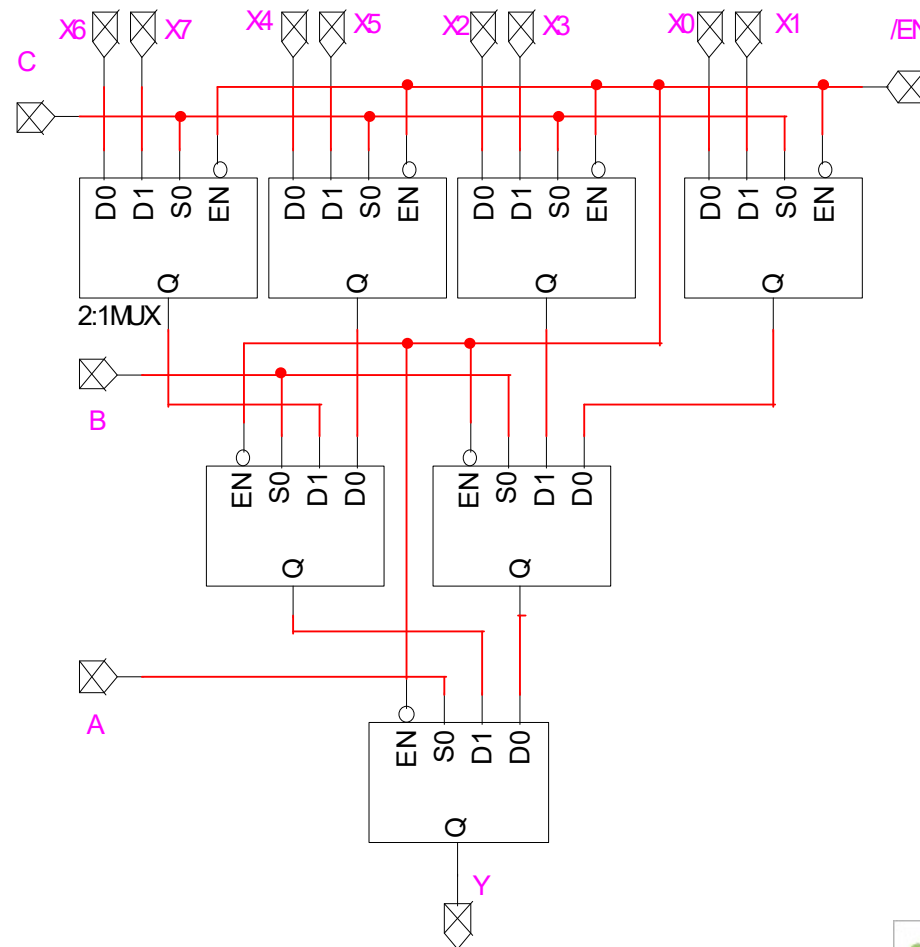 X6 X7 X4 X5 X2 X3 X0 X1 /EN
C
D0 D1 S0 EN D0 D1 S0 EN D0 D1 S0 EN D0 D1 S0 EN
Q Q Q Q
2:1MUX
B
EN S0 D1 D0 EN S0 D1 D0
Q Q
A
EN S0 D1 D0
Q
Y